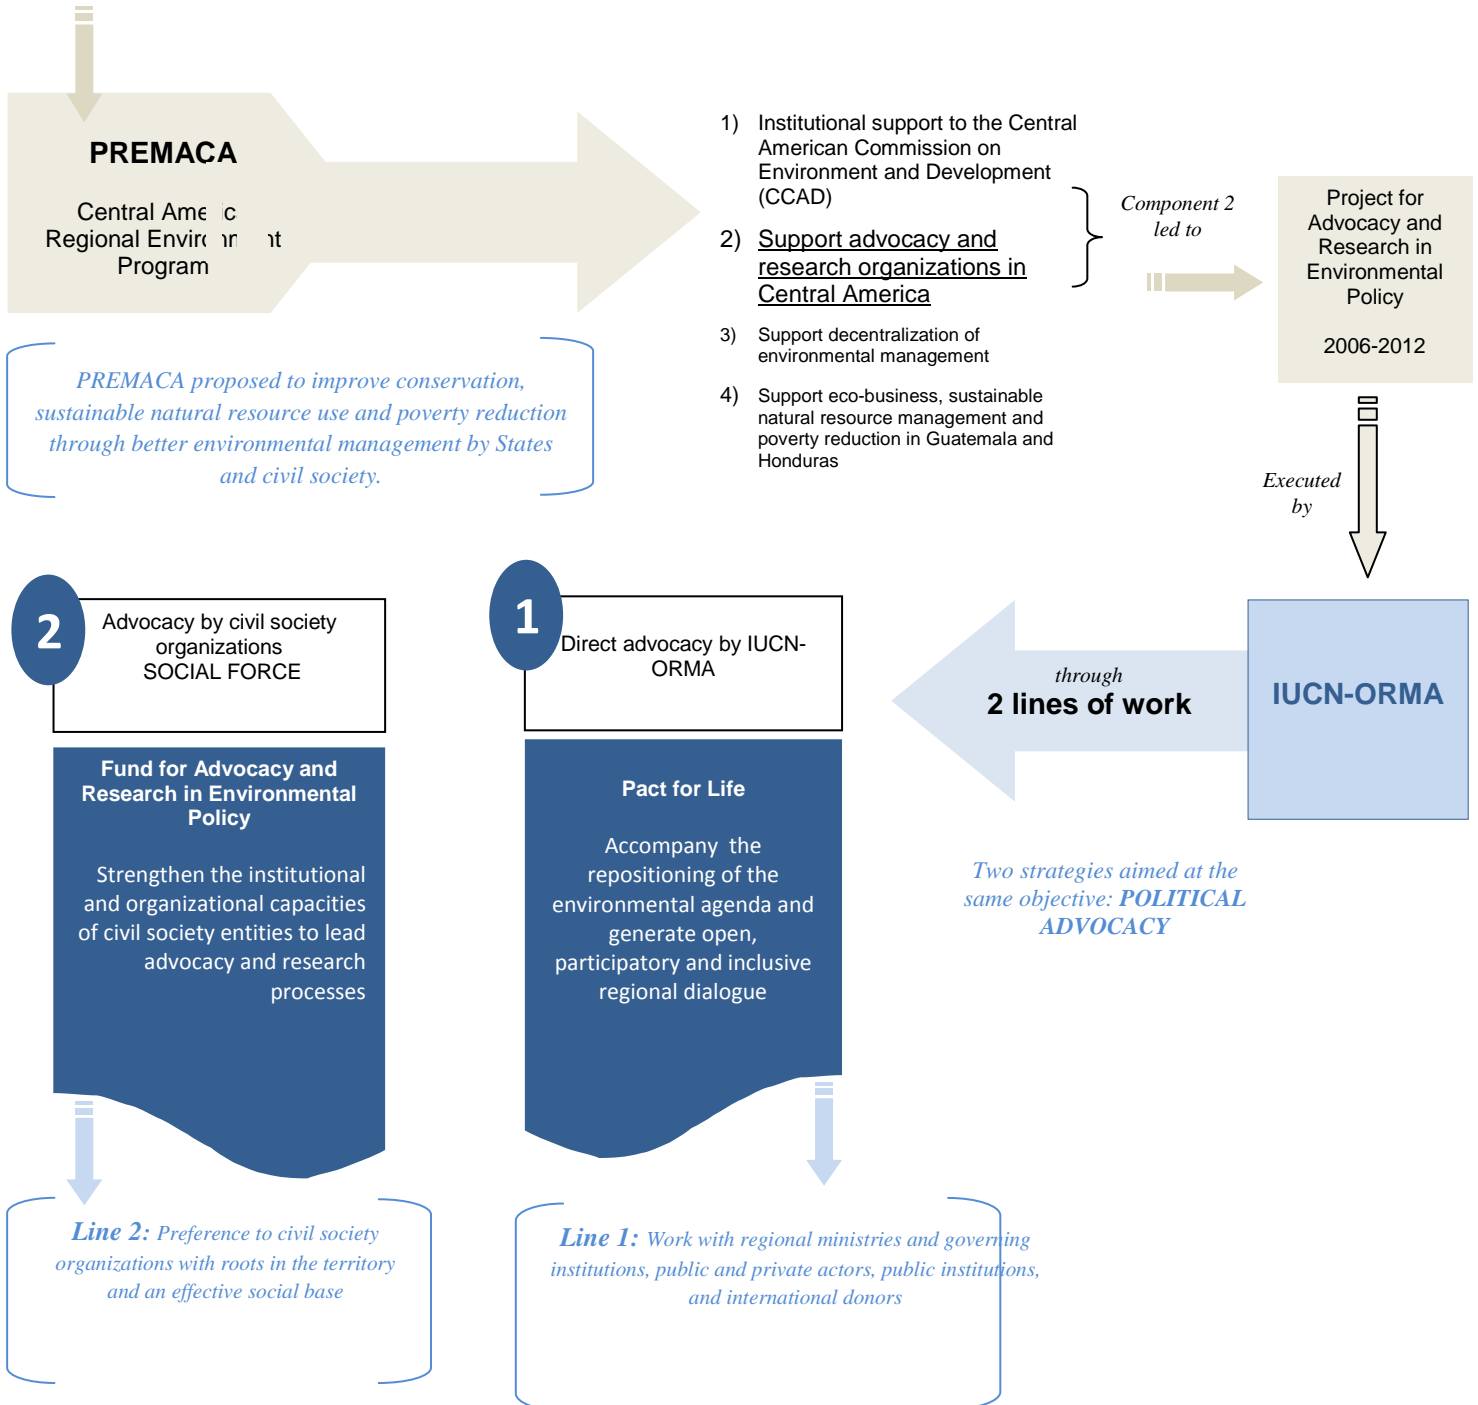 PREMACA
Central Ame ic
Regional Envir nm nt
Program
1) Institutional support to the Central
American Commission on
Environment and Development
(CCAD)
2) Support advocacy and
research organizations in
Central America
3) Support decentralization of
environmental management
4) Support eco-business, sustainable
natural resource management and
poverty reduction in Guatemala and
Honduras
Component 2
led to
Project for
Advocacy and
Research in
Environmental
Policy
2006-2012
PREMACA proposed to improve conservation,
sustainable natural resource use and poverty reduction
through better environmental management by States
and civil society.
Executed
by
IUCN-ORMA
through
2 lines of work
Two strategies aimed at the
same objective: POLITICAL
ADVOCACY
1
Direct advocacy by IUCN-
ORMA
Pact for Life
Accompany the
repositioning of the
environmental agenda and
generate open,
participatory and inclusive
regional dialogue
Line 1: Work with regional ministries and governing
institutions, public and private actors, public institutions,
and international donors
2
Advocacy by civil society
organizations
SOCIAL FORCE
Fund for Advocacy and
Research in Environmental
Policy
Strengthen the institutional
and organizational capacities
of civil society entities to lead
advocacy and research
processes
Line 2: Preference to civil society
organizations with roots in the territory
and an effective social base